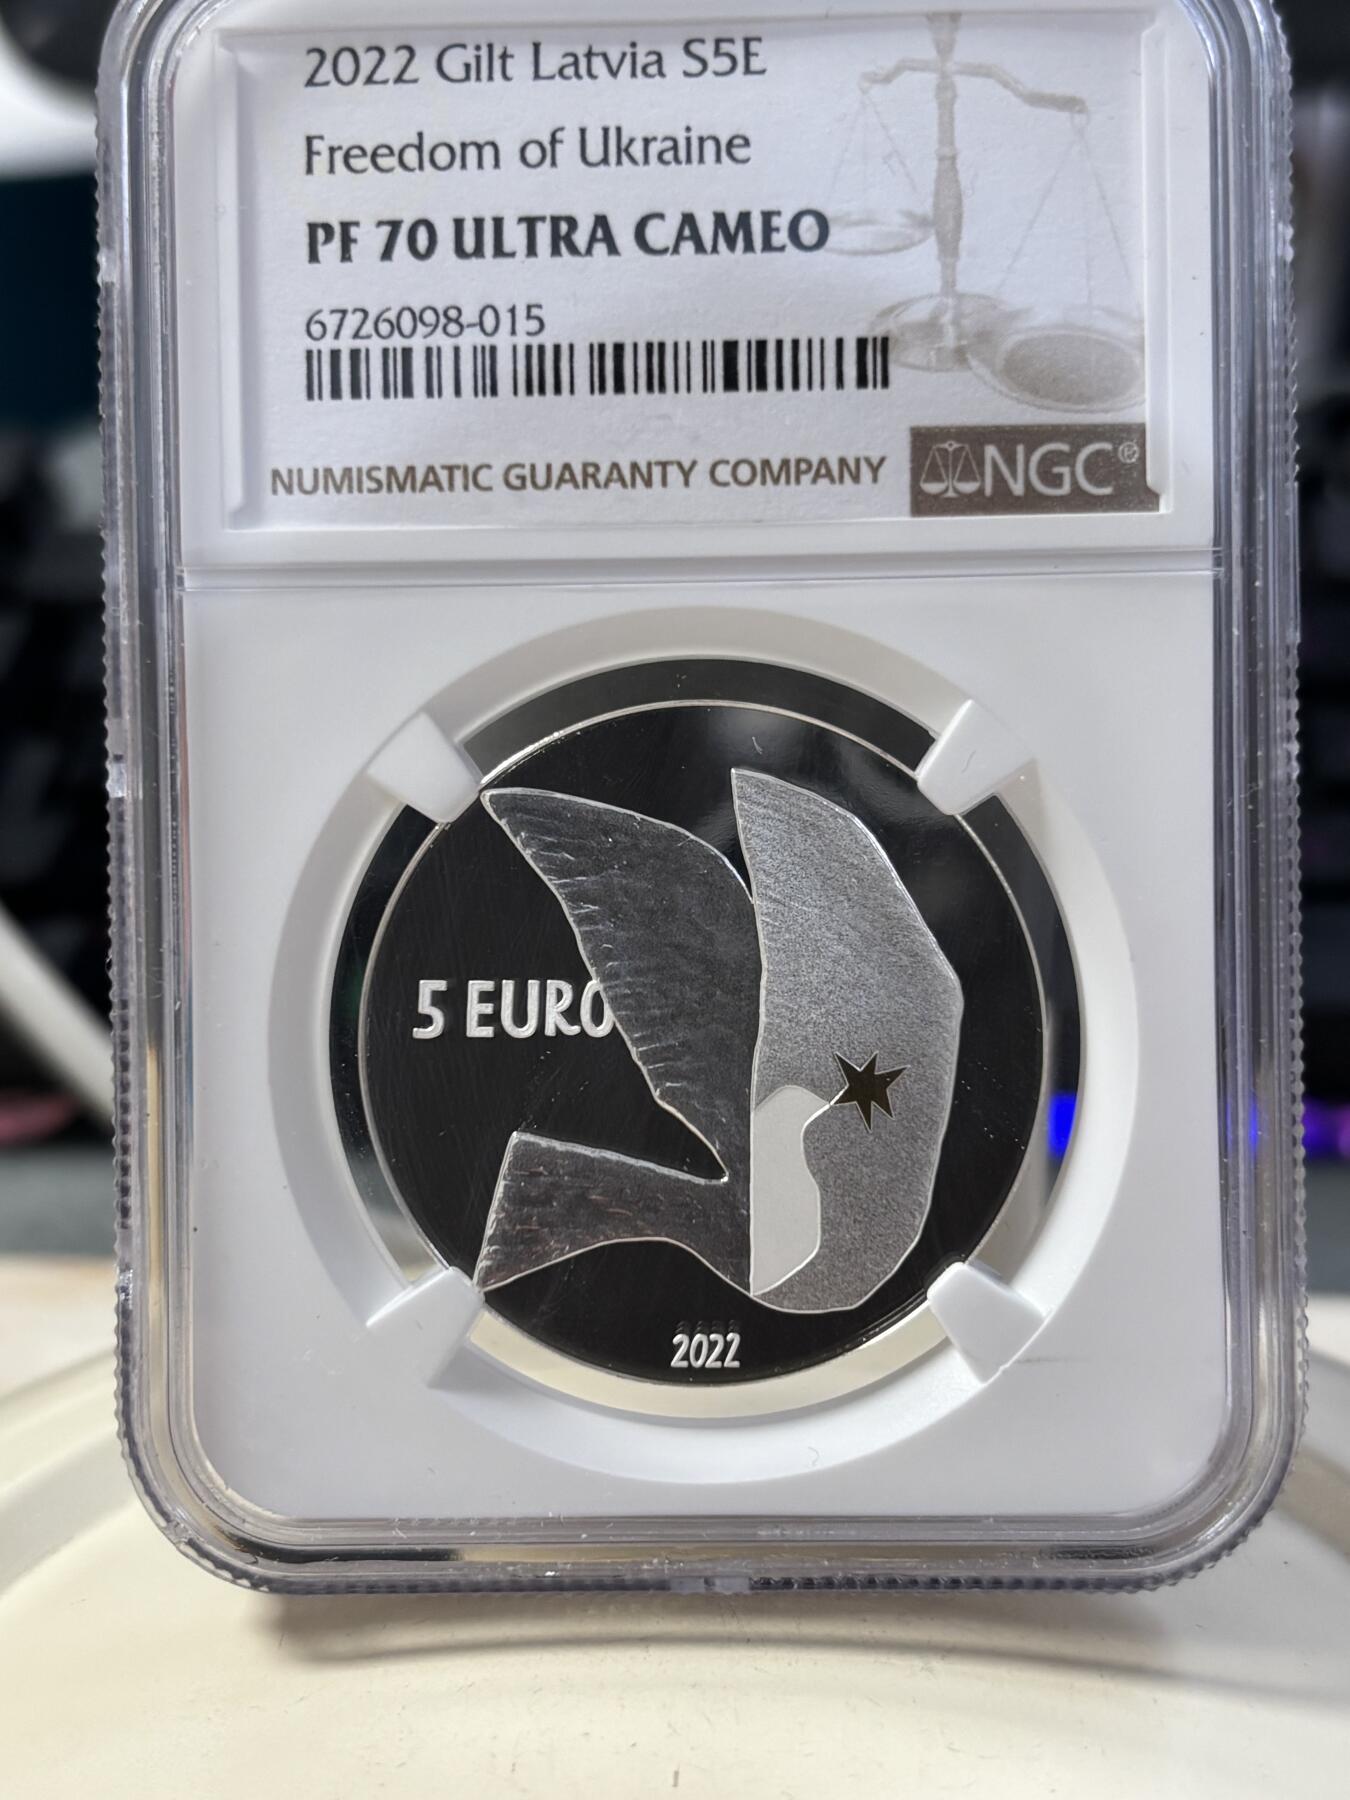 2022 Gilt Latvia S5E
Freedom of Ukraine
PF 70 ULTRA CAMEO
6726098-015
NUMISMATIC GUARANTY COMPANY
NGC®
5 EURO
2022